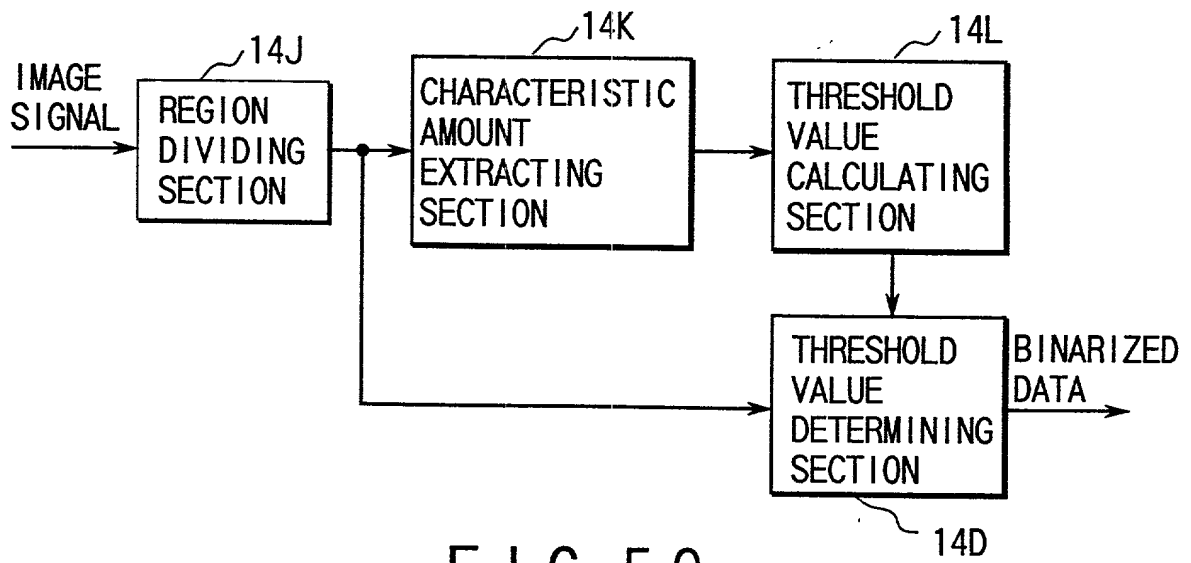 14J
14K
14L
IMAGE
SIGNAL
REGION
DIVIDING
SECTION
CHARACTERISTIC
AMOUNT
EXTRACTING
SECTION
THRESHOLD
VALUE
CALCULATING
SECTION
THRESHOLD
VALUE
DETERMINING
SECTION
BINARIZED
DATA
14D